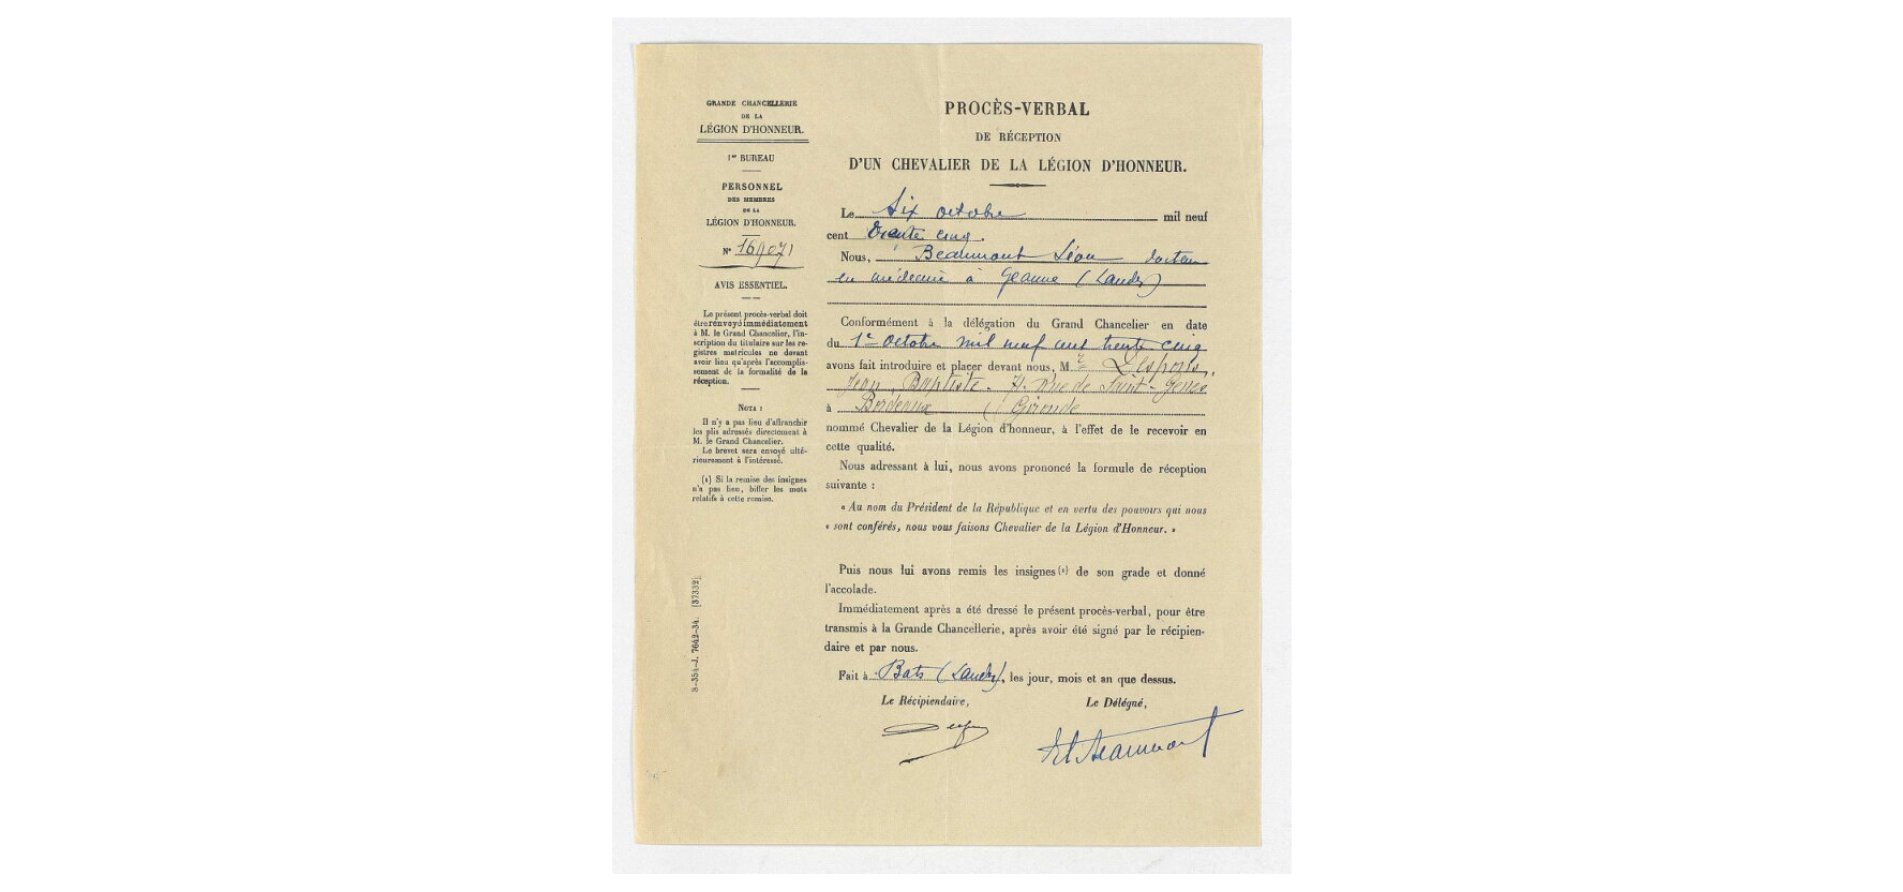 GRANDE CHANCELLERIE
DE LA
LÉGION D'HONNEUR.
1er BUREAU
PERSONNEL
DES MEMBRES
DE LA
LÉGION D'HONNEUR.
N°
AVIS ESSENTIEL.
Le présent procès-verbal doit
être renvoyé immédiatement
à M. le Grand Chancelier, l'in-
scription du titulaire sur les re-
gistres matricules ne devant
avoir lieu qu'après l'accomplis-
sement de la formalité de la
réception.
NOTA :
Il n'y a pas lieu d'affranchir
les plis adressés directement à
M. le Grand Chancelier.
Le brevet sera envoyé ulté-
rieurement à l'intéressé.
(1) Si la remise des insignes
n'a pas lieu, biffer les mots
relatifs à cette remise.
8-354-J. 7642-34. [37332]
PROCÈS-VERBAL
DE RÉCEPTION
D'UN CHEVALIER DE LA LÉGION D'HONNEUR.
Le Six octobre mil neuf
cent trente cinq.
Nous, Beaumont Léon docteur
en médecine à Geaune (Landes)
Conformément à la délégation du Grand Chancelier en date
du 1er Octobre mil neuf cent trente cinq
avons fait introduire et placer devant nous, Mr Despons,
Jean, Baptiste. Rue de Saint-Genès
à Bordeaux (Gironde
nommé Chevalier de la Légion d'honneur, à l'effet de le recevoir en
cette qualité.
Nous adressant à lui, nous avons prononcé la formule de réception
suivante :
« Au nom du Président de la République et en vertu des pouvoirs qui nous
« sont conférés, nous vous faisons Chevalier de la Légion d'Honneur. »
Puis nous lui avons remis les insignes (1) de son grade et donné
l'accolade.
Immédiatement après a été dressé le présent procès-verbal, pour être
transmis à la Grande Chancellerie, après avoir été signé par le récipien-
daire et par nous.
Fait à Bats (Landes), les jour, mois et an que dessus.
Le Récipiendaire,
Le Délégué,
Beaumont